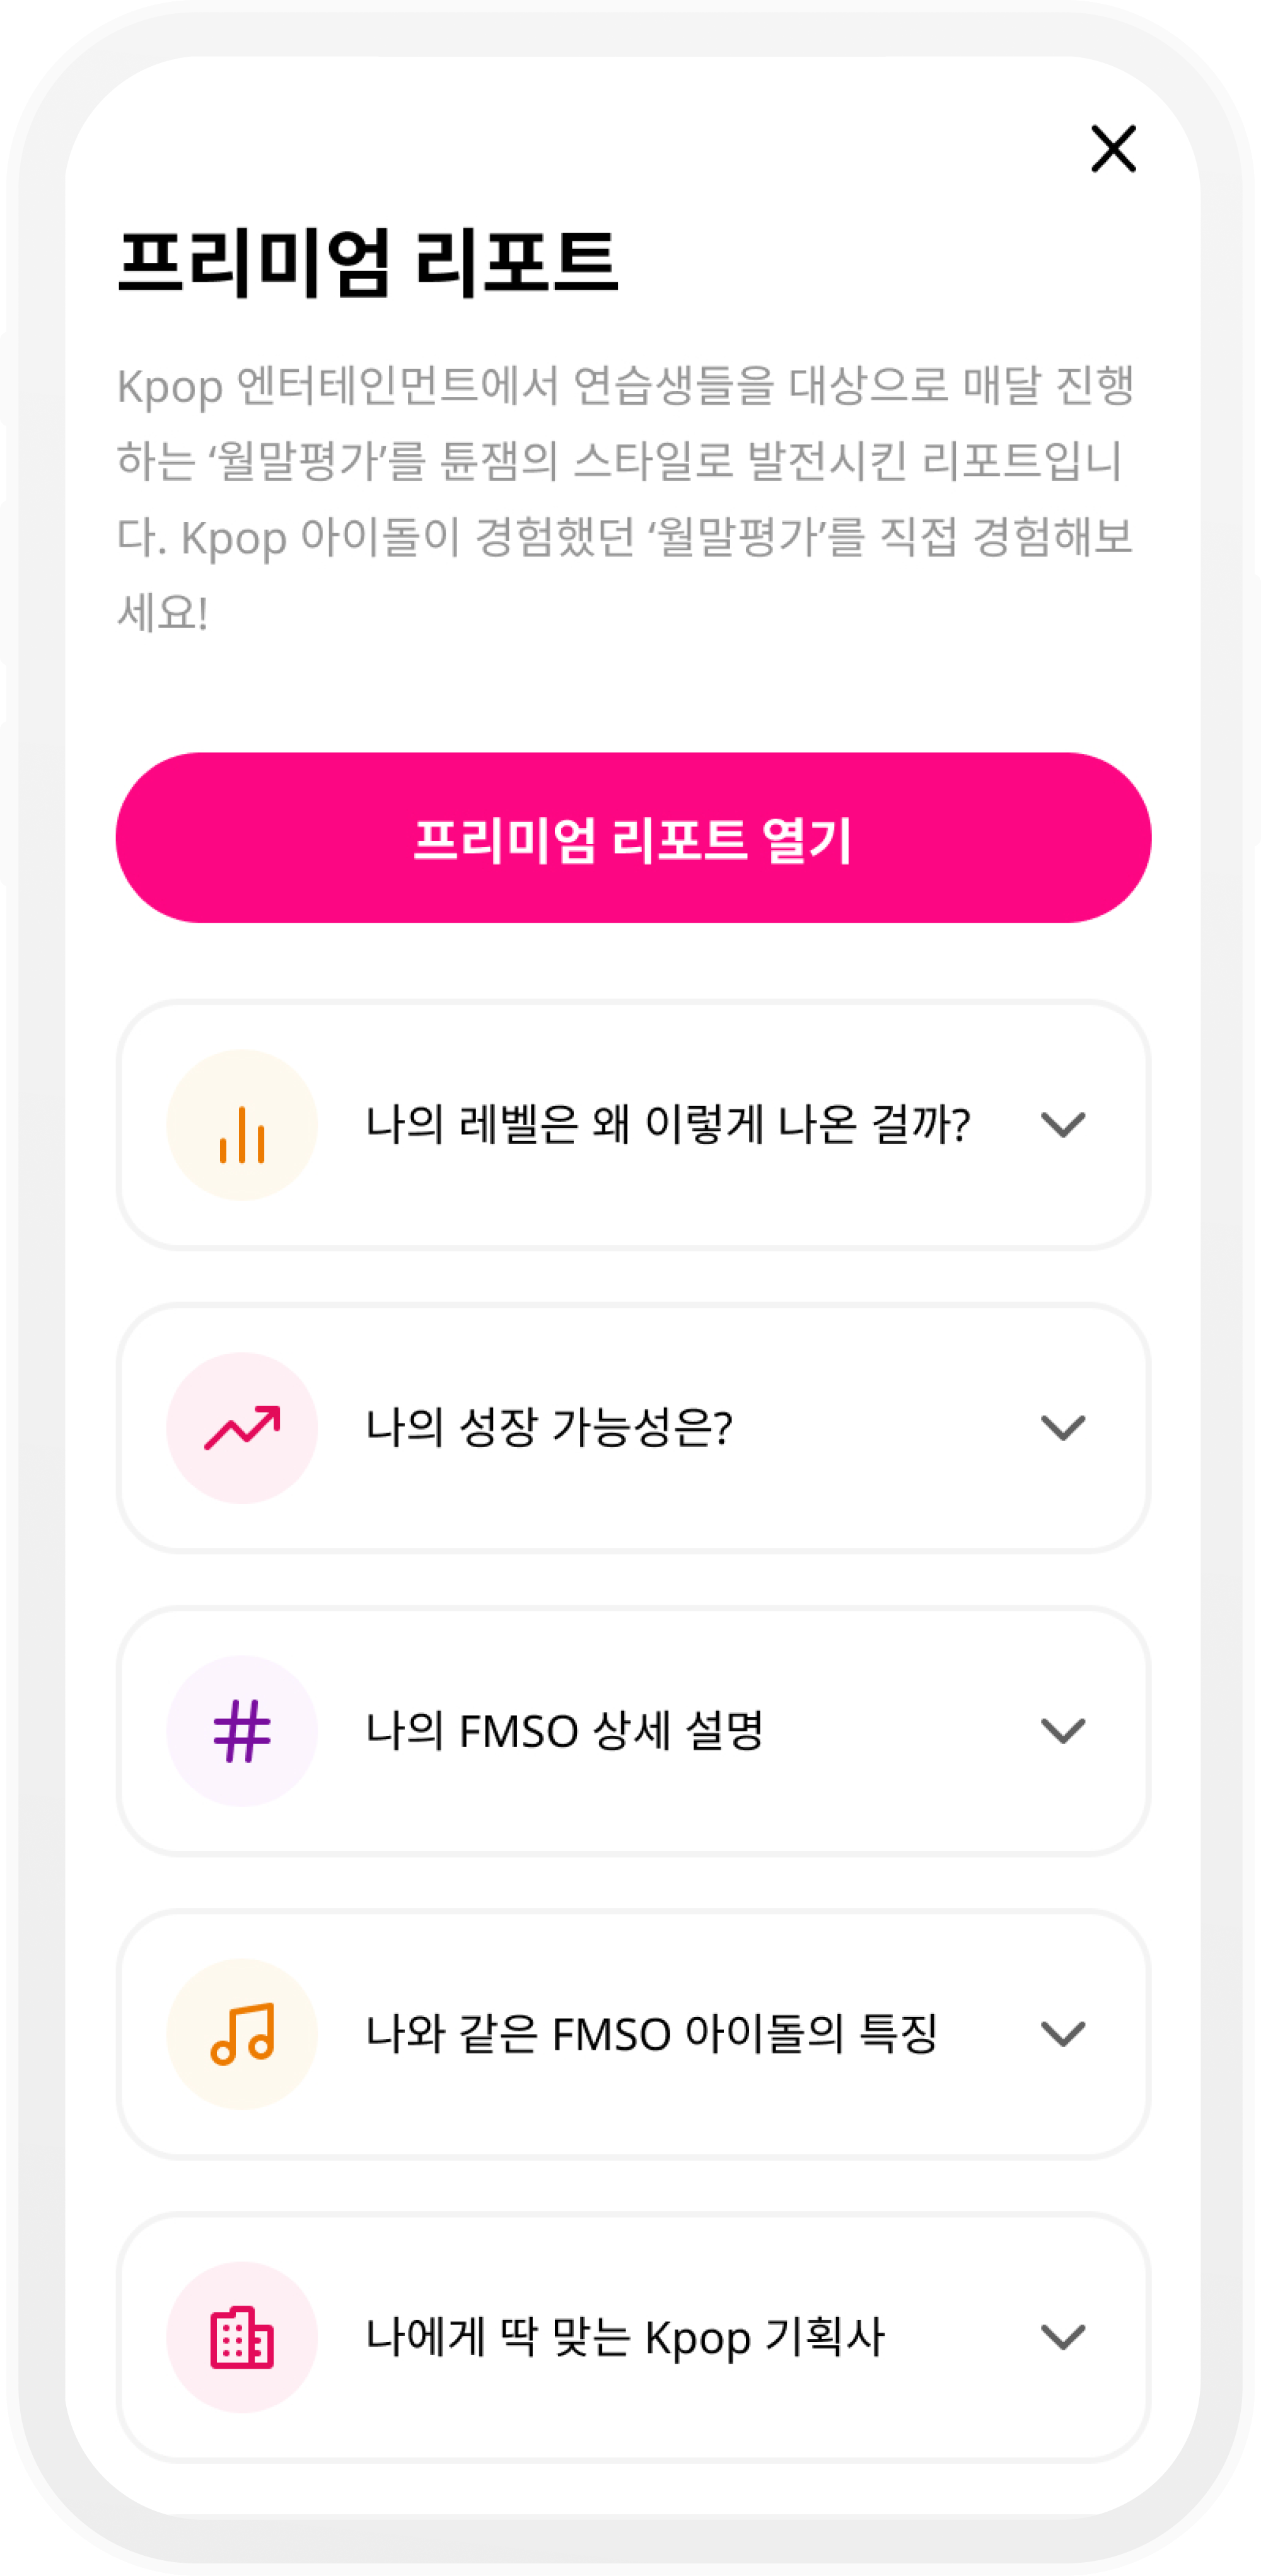 프리미엄 리포트
Kpop 엔터테인먼트에서 연습생들을 대상으로 매달 진행
하는 ‘월말평가’를 튠잼의 스타일로 발전시킨 리포트입니
다. Kpop 아이돌이 경험했던 ‘월말평가’를 직접 경험해보
세요!
프리미엄 리포트 열기
나의 레벨은 왜 이렇게 나온 걸까?
나의 성장 가능성은?
나의 FMSO 상세 설명
나와 같은 FMSO 아이돌의 특징
나에게 딱 맞는 Kpop 기획사